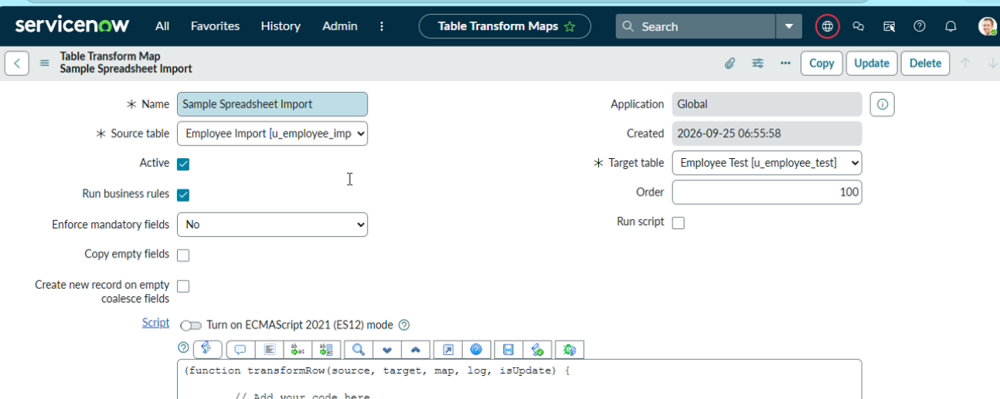 servicenow All Favorites History Admin Table Transform Maps Search
Table Transform Map
Sample Spreadsheet Import
Copy Update Delete
Name Sample Spreadsheet Import
Application Global
Source table Employee Import [u_employee_imp
Created 2026-09-25 06:55:58
Active
Target table Employee Test [u_employee_test]
Run business rules
Order 100
Enforce mandatory fields No
Run script
Copy empty fields
Create new record on empty
coalesce fields
Script Turn on ECMAScript 2021 (ES12) mode
(function transformRow(source, target, map, log, isUpdate) {
// Add your code here